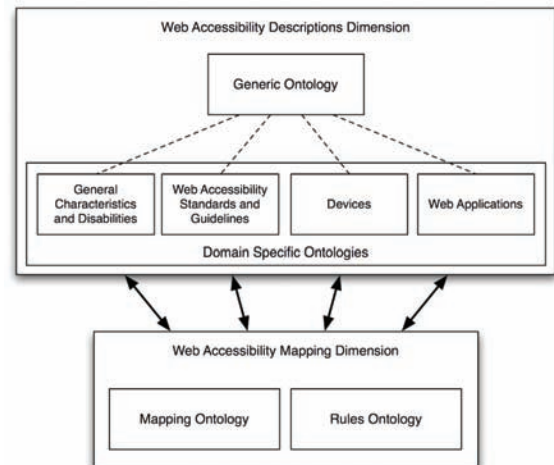 Web Accessibility Descriptions Dimension
Generic Ontology
General
Characteristics
and Disabilities
Web Accessibility
Standards and
Guidelines
Devices
Web Applications
Domain Specific Ontologies
Web Accessibility Mapping Dimension
Mapping Ontology
Rules Ontology